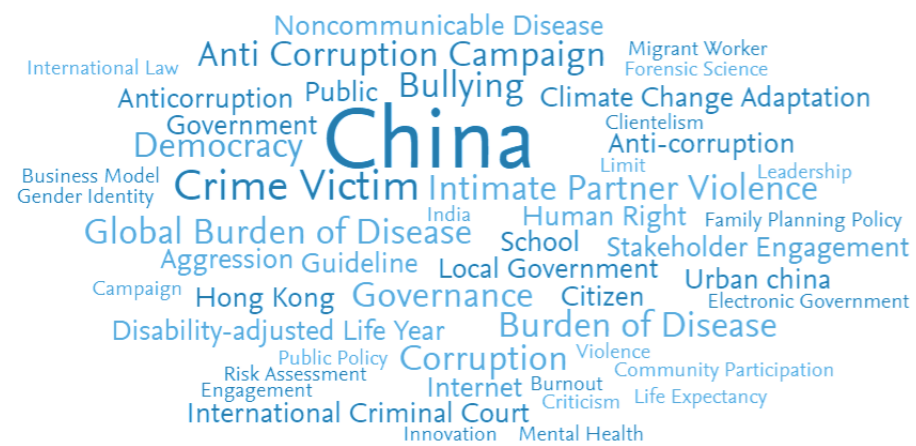 Noncommunicable Disease
Anti Corruption Campaign
Migrant Worker
International Law
Forensic Science
Anticorruption
Public
Bullying
Climate Change Adaptation
Government
China
Clientelism
Democracy
Anti-corruption
Limit
Leadership
Business Model
Crime Victim
Intimate Partner Violence
Gender Identity
India
Human Right
Family Planning Policy
Global Burden of Disease
School
Stakeholder Engagement
Aggression
Guideline
Local Government
Urban china
Campaign
Hong Kong
Governance
Citizen
Electronic Government
Disability-adjusted Life Year
Burden of Disease
Public Policy
Corruption
Violence
Risk Assessment
Community Participation
Engagement
Internet
Burnout
Criticism
Life Expectancy
International Criminal Court
Innovation
Mental Health